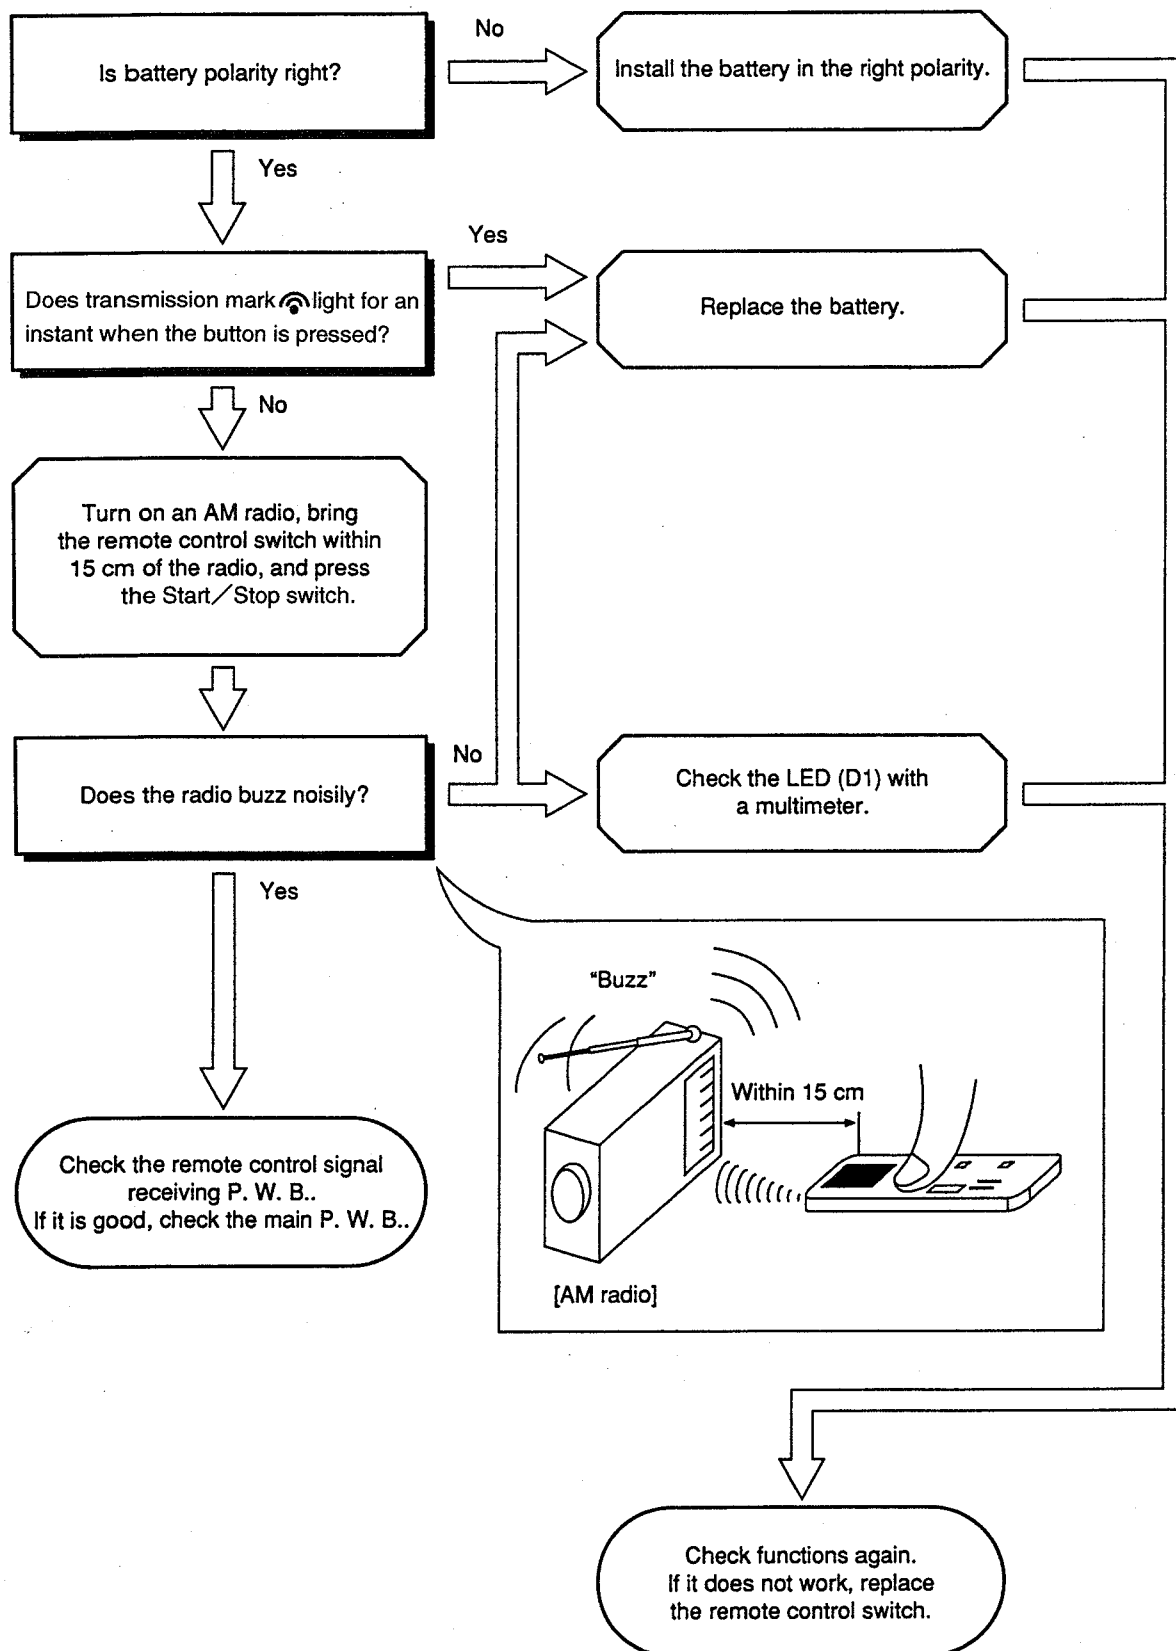 Is battery polarity right?
No
Install the battery in the right polarity.
Yes
Does transmission mark light for an
instant when the button is pressed?
Yes
Replace the battery.
No
Turn on an AM radio, bring
the remote control switch within
15 cm of the radio, and press
the Start／Stop switch.
Does the radio buzz noisily?
No
Check the LED (D1) with
a multimeter.
Yes
Check the remote control signal
receiving P. W. B..
If it is good, check the main P. W. B..
“Buzz”
Within 15 cm
[AM radio]
Check functions again.
If it does not work, replace
the remote control switch.